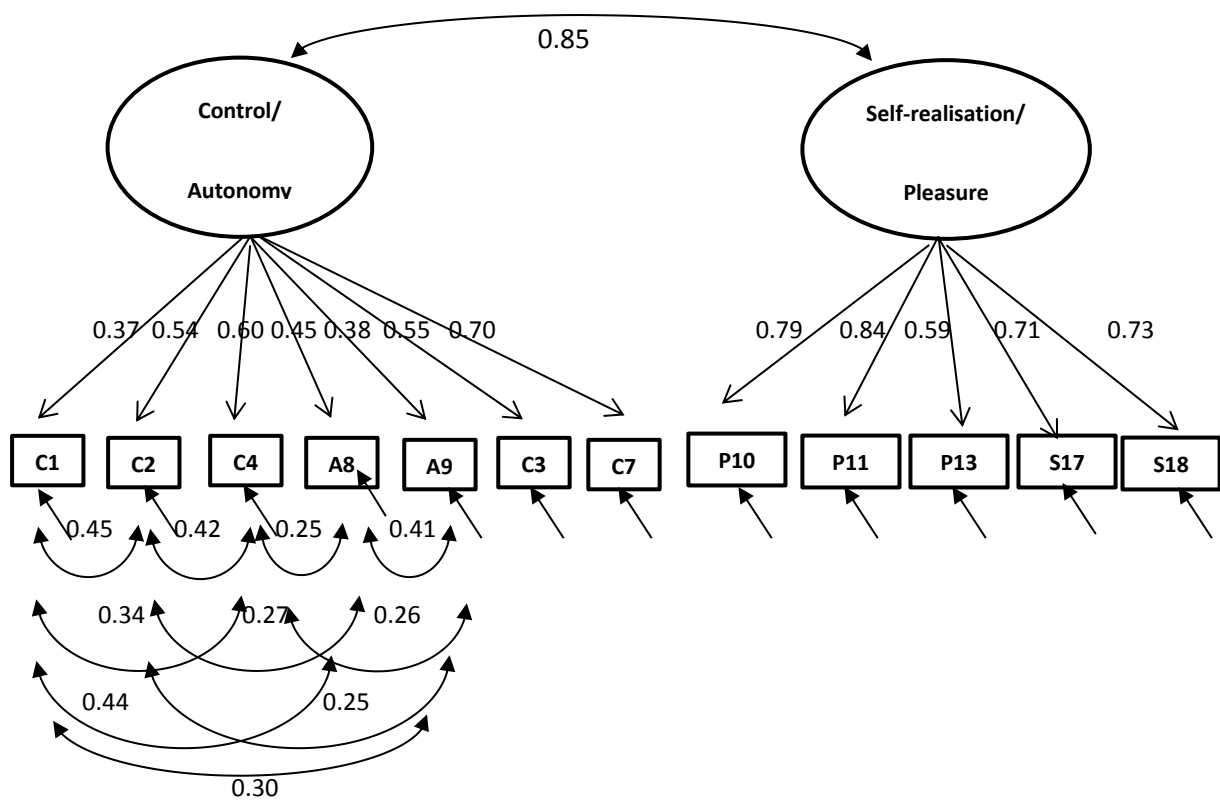 0.85
Control/
Autonomv
Self-realisation/
Pleasure
0.37 0.54 0.60 0.45 0.38 0.55 0.70
0.79 0.84 0.59 0.71 0.73
C1 C2 C4 A8 A9 C3 C7 P10 P11 P13 S17 S18
0.45 0.42 0.25 0.41
0.34 0.27 0.26
0.44 0.25
0.30